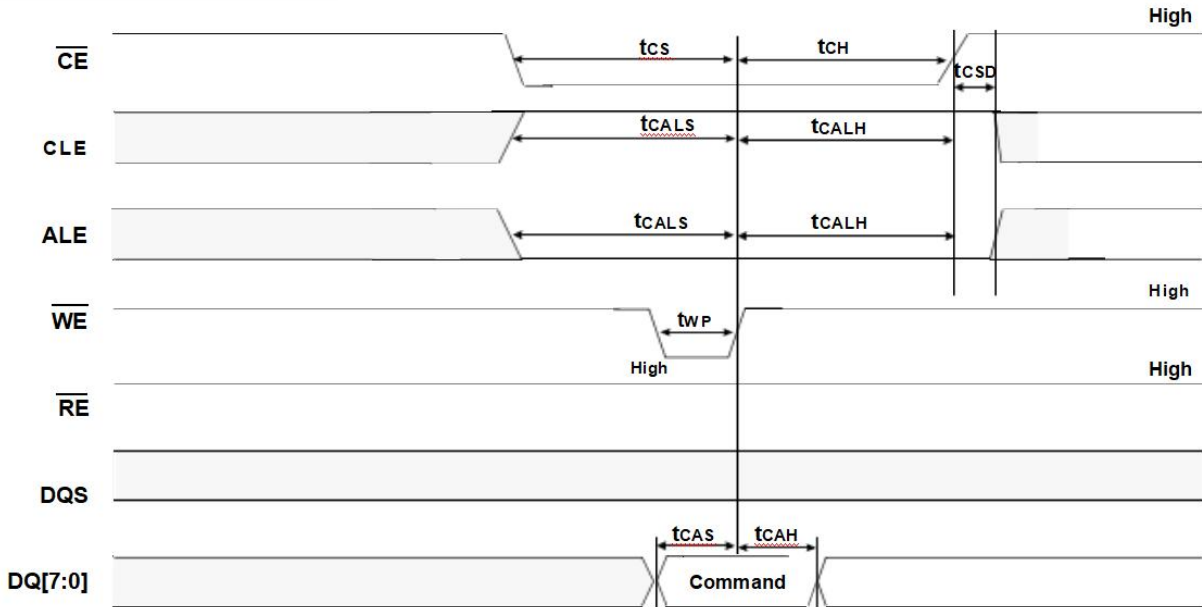 High
CE tCS tCH
tCSD
CLE tCALS tCALH
ALE tCALS tCALH
High
WE tWP
High High
RE
DQS
tCAS tCAH
DQ[7:0] Command